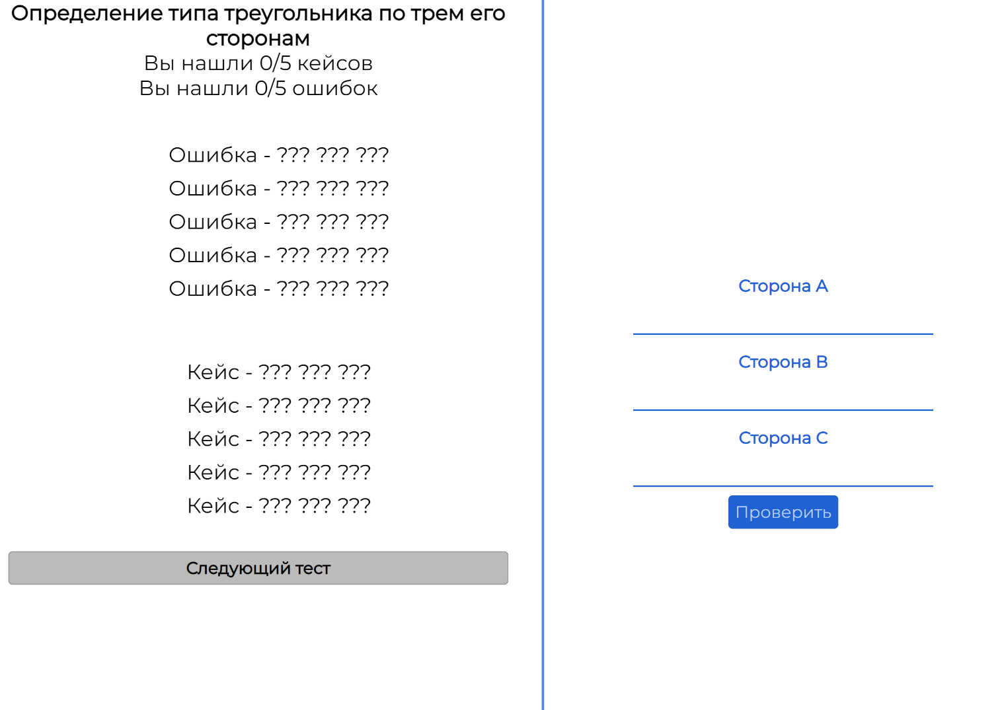 Определение типа треугольника по трем его
сторонам
Вы нашли 0/5 кейсов
Вы нашли 0/5 ошибок
Ошибка - ??? ??? ???
Ошибка - ??? ??? ???
Ошибка - ??? ??? ???
Ошибка - ??? ??? ???
Ошибка - ??? ??? ???
Кейс - ??? ??? ???
Кейс - ??? ??? ???
Кейс - ??? ??? ???
Кейс - ??? ??? ???
Кейс - ??? ??? ???
Следующий тест
Сторона A
Сторона B
Сторона C
Проверить